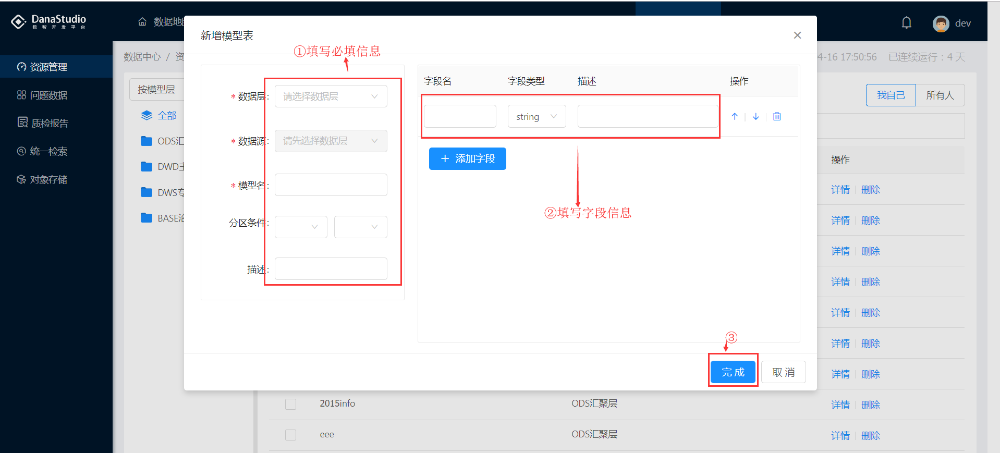 DanaStudio
数智开发平台
数据地
dev
新增模型表
①填写必填信息
数据中心 / 资
4-16 17:50:56 已连续运行：4 天
资源管理
问题数据
质检报告
统一检索
对象存储
按模型层
全部
ODS汇
DWD主
DWS专
BASE治
* 数据层: 请选择数据层
* 数据源: 请先选择数据层
* 模型名:
分区条件:
描述:
字段名 字段类型 描述 操作
string
+ 添加字段
②填写字段信息
③
完成 取消
我自己 所有人
操作
详情 删除
详情 删除
详情 删除
详情 删除
详情 删除
详情 删除
详情 删除
2015info ODS汇聚层 详情 删除
eee ODS汇聚层 详情 删除